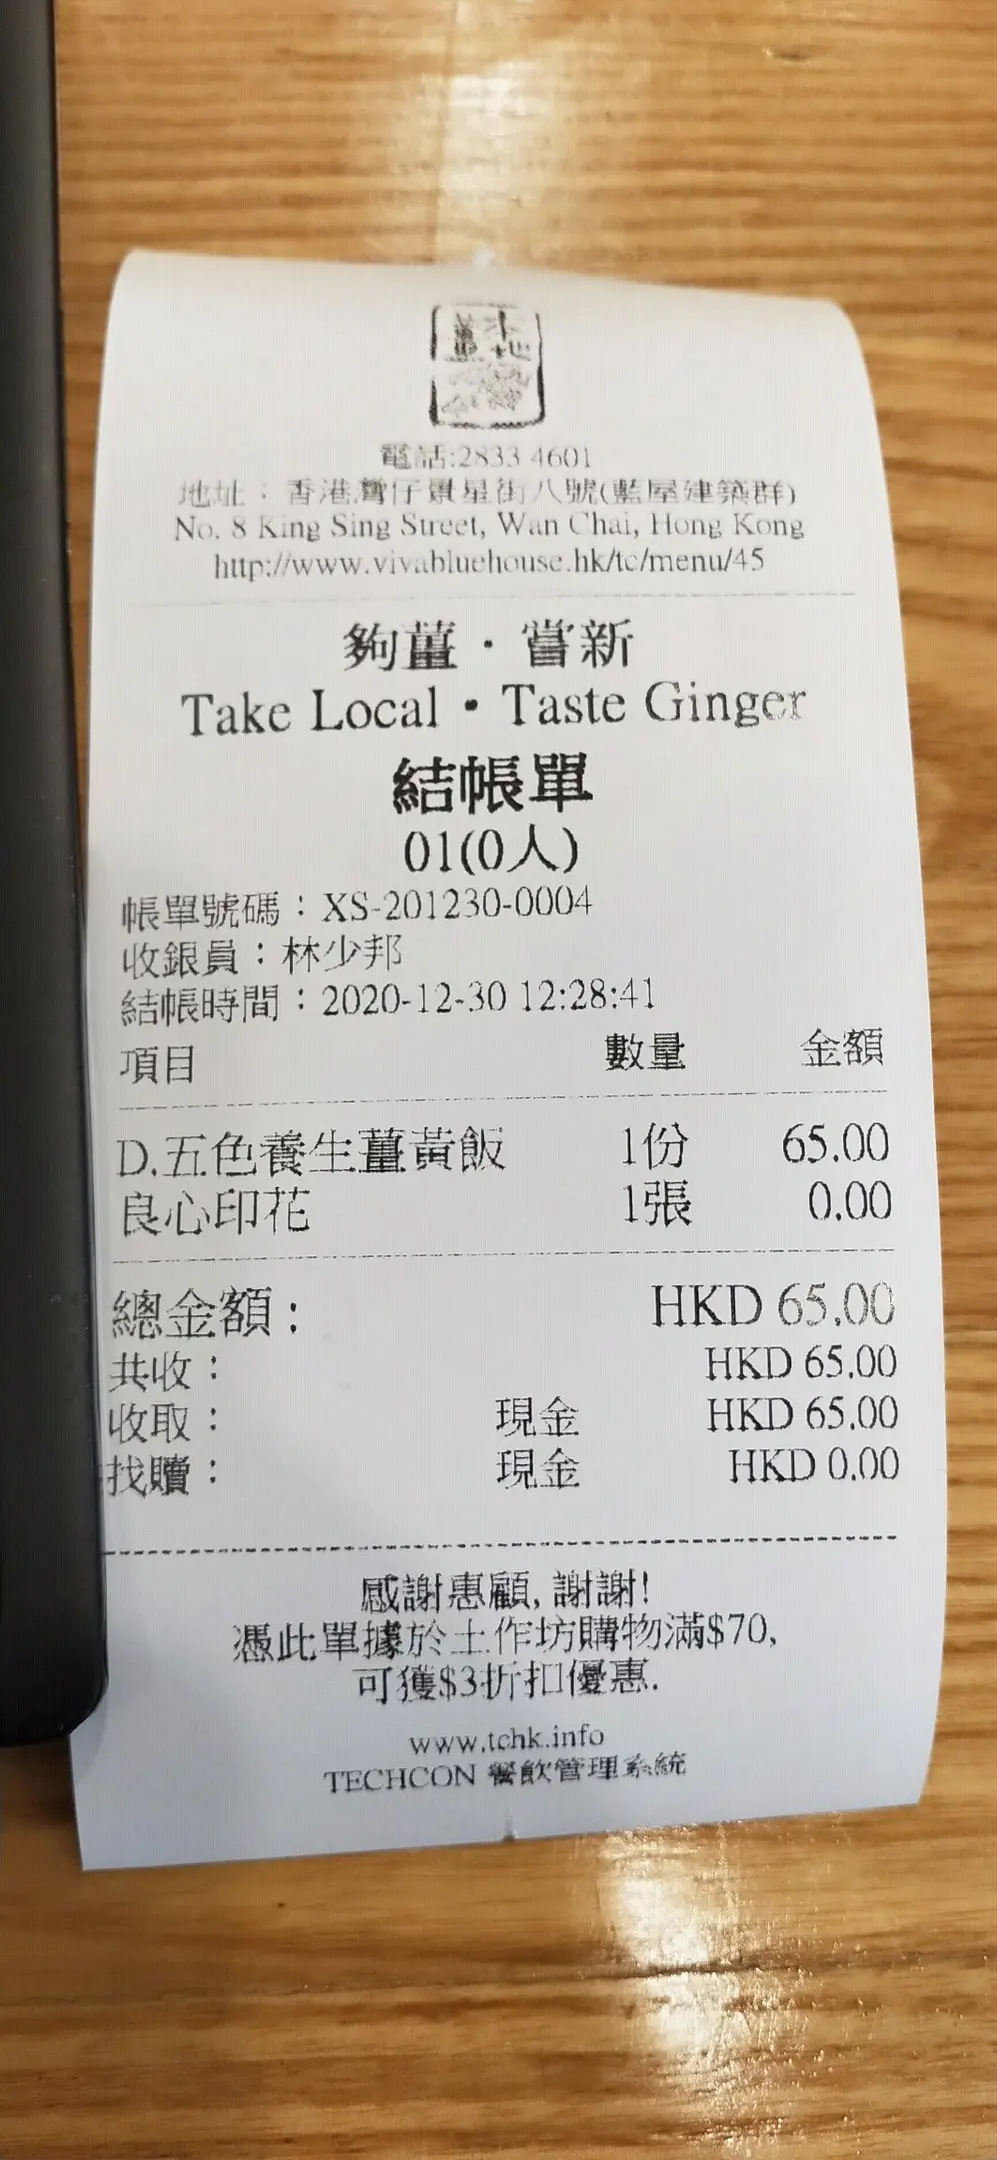 本地
薑
電話:2833 4601
地址：香港灣仔景星街八號(藍屋建築群)
No. 8 King Sing Street, Wan Chai, Hong Kong
http://www.vivabluehouse.hk/tc/menu/45
夠薑‧嘗新
Take Local • Taste Ginger
結帳單
01(0人)
帳單號碼：XS-201230-0004
收銀員：林少邦
結帳時間：2020-12-30 12:28:41
項目 數量 金額
D.五色養生薑黃飯 1份 65.00
良心印花 1張 0.00
總金額： HKD 65.00
共收： HKD 65.00
收取： 現金 HKD 65.00
找贖： 現金 HKD 0.00
感謝惠顧, 謝謝!
憑此單據於土作坊購物滿$70,
可獲$3折扣優惠.
www.tchk.info
TECHCON 餐飲管理系統